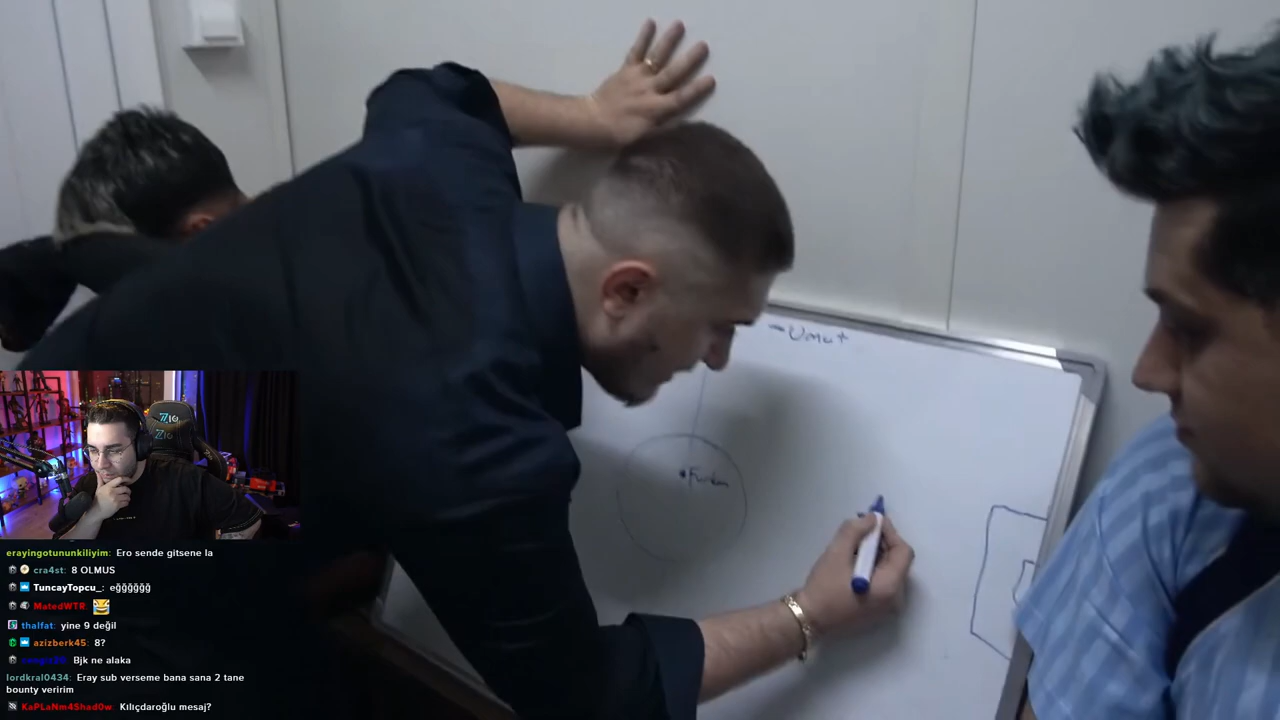 -Umut
•Furkan
erayingotununkiliyim: Ero sende gitsene la
cra4st: 8 OLMUS
TuncayTopcu_: eğğğğğğ
MatedWTR:
thalfat: yine 9 değil
azizberk45: 8?
Bjk ne alaka
lordkral0434: Eray sub verseme bana sana 2 tane
bounty veririm
KaPLaNm4Shad0w: Kılıçdaroğlu mesaj?